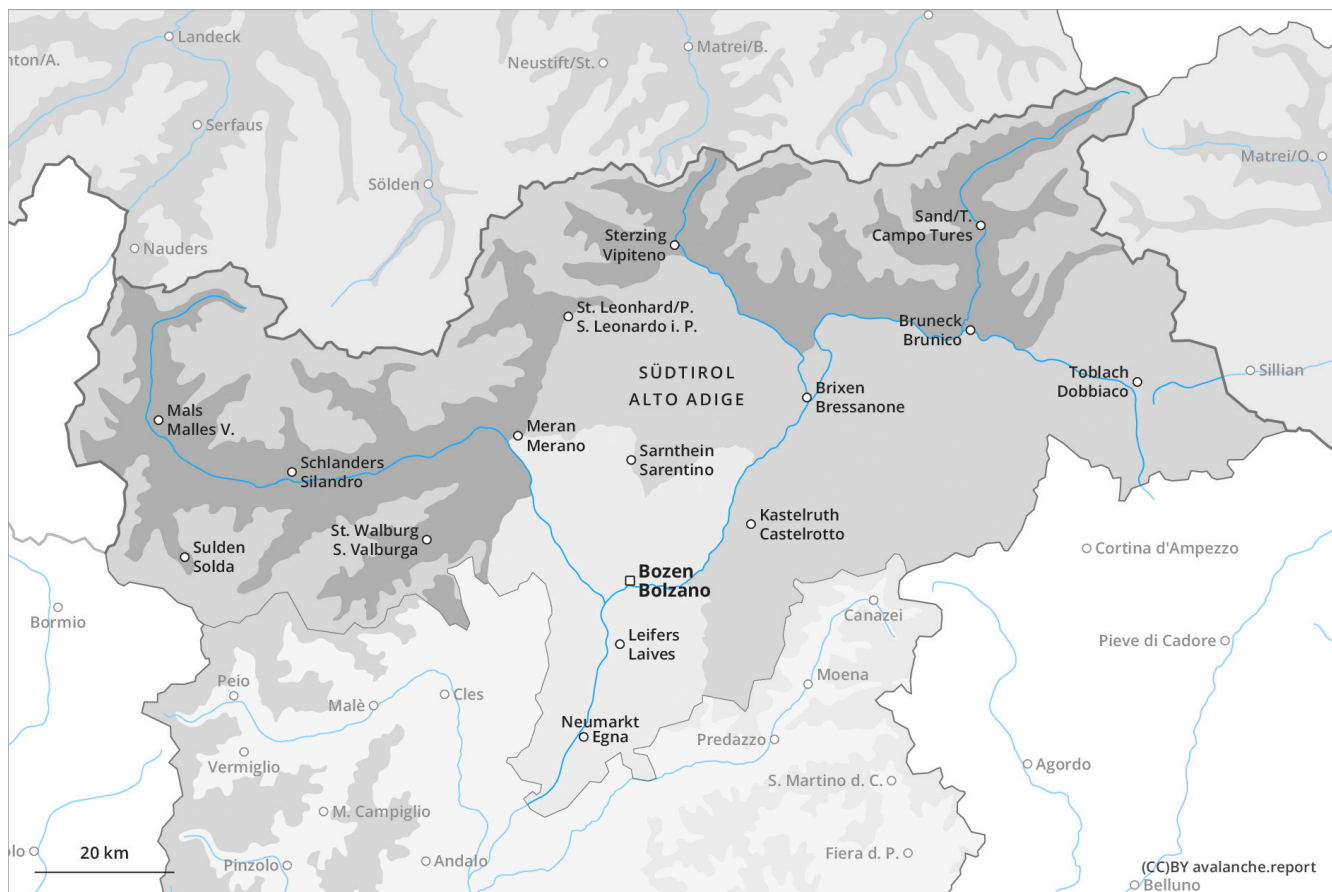 Landeck
nton/A.
Neustift/St.
Matrei/B.
Serfaus
Matrei/O.
Sölden
Nauders
Sand/T.
Campo Tures
Sterzing
Vipiteno
St. Leonhard/P.
S. Leonardo i. P.
Bruneck
Brunico
SÜDTIROL
ALTO ADIGE
Toblach
Dobbiaco
Sillian
Brixen
Bressanone
Mals
Malles V.
Meran
Merano
Sarnthein
Sarentino
Schlanders
Silandro
Kastelruth
Castelrotto
St. Walburg
S. Valburga
Sulden
Solda
Cortina d'Ampezzo
Bozen
Bolzano
Bormio
Canazei
Leifers
Laives
Pieve di Cadore
Peio
Malè
Cles
Moena
Neumarkt
Egna
Predazzo
Vermiglio
Agordo
S. Martino d. C.
M. Campiglio
olo
20 km
Pinzolo
Andalo
Fiera d. P.
(CC)BY avalanche.report
Belluno